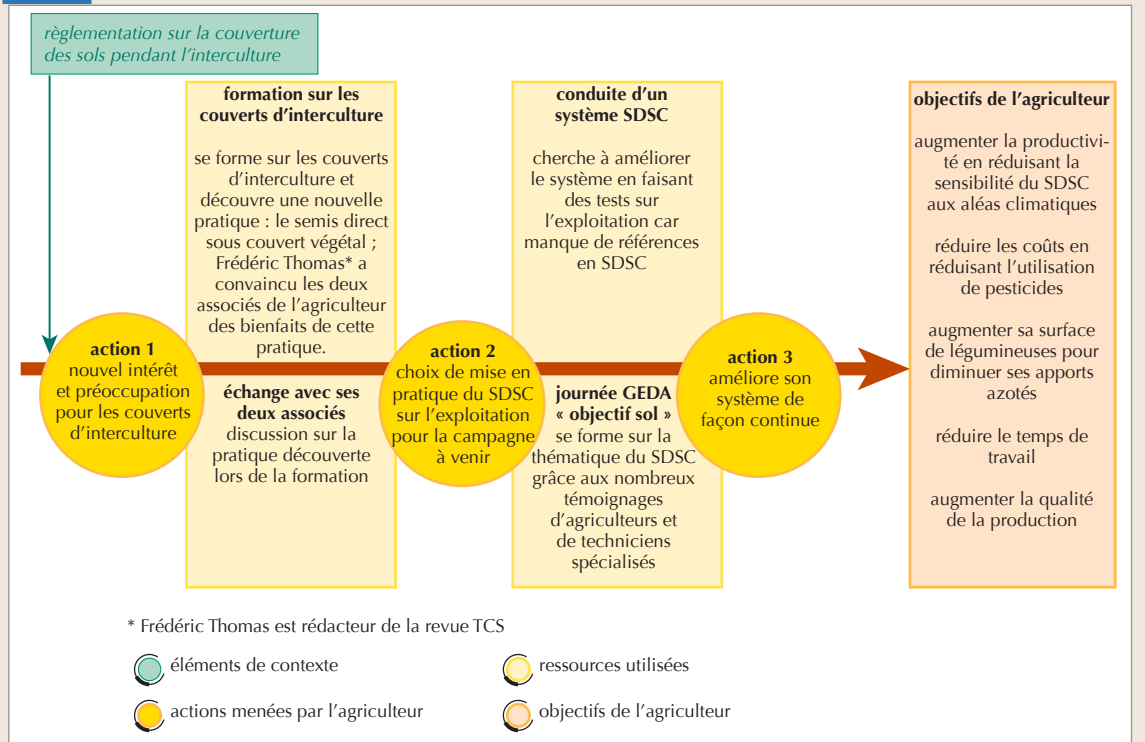 règlementation sur la couverture
des sols pendant l'interculture
formation sur les
couverts d'interculture
se forme sur les couverts
d'interculture et
découvre une nouvelle
pratique : le semis direct
sous couvert végétal ;
Frédéric Thomas* a
convaincu les deux
associés de l'agriculteur
des bienfaits de cette
pratique.
conduite d'un
système SDSC
cherche à améliorer
le système en faisant
des tests sur
l'exploitation car
manque de références
en SDSC
objectifs de l'agriculteur
augmenter la productivi-
té en réduisant la
sensibilité du SDSC
aux aléas climatiques
réduire les coûts en
réduisant l'utilisation
de pesticides
augmenter sa surface
de légumineuses pour
diminuer ses apports
azotés
réduire le temps de
travail
augmenter la qualité
de la production
action 1
nouvel intérêt
et préoccupation
pour les couverts
d'interculture
échange avec ses
deux associés
discussion sur la
pratique découverte
lors de la formation
action 2
choix de mise en
pratique du SDSC
sur l'exploitation
pour la campagne
à venir
journée GEDA
« objectif sol »
se forme sur la
thématique du SDSC
grâce aux nombreux
témoignages
d'agriculteurs et
de techniciens
spécialisés
action 3
améliore son
système de
façon continue
* Frédéric Thomas est rédacteur de la revue TCS
éléments de contexte
ressources utilisées
actions menées par l'agriculteur
objectifs de l'agriculteur